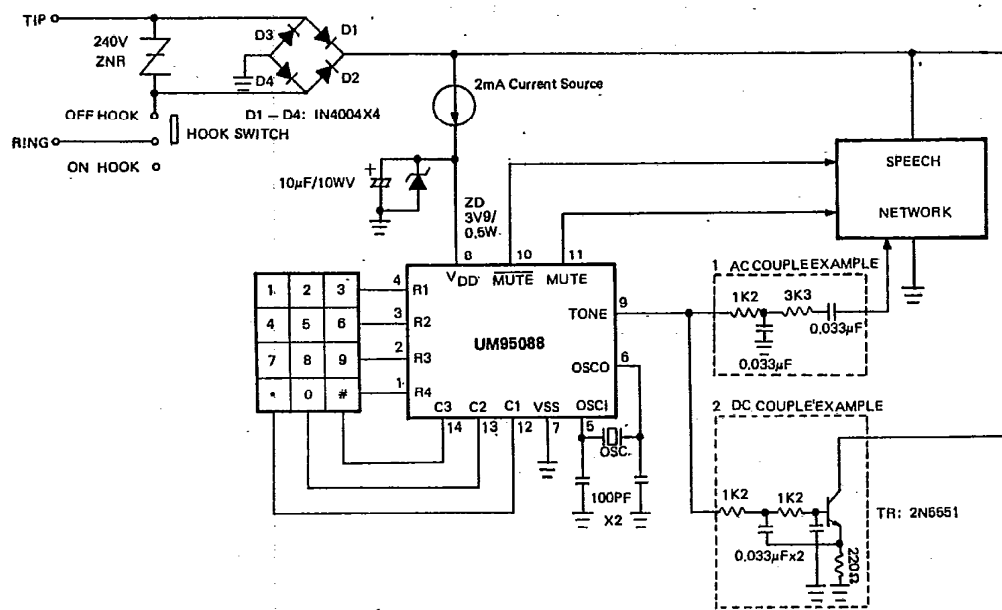 TIP
240V
ZNR
D3
D1
D4
D2
D1 – D4: IN4004X4
OFF HOOK
HOOK SWITCH
RING
ON HOOK
2mA Current Source
+
10μF/10WV
ZD
3V9/
0,5W
SPEECH
NETWORK
8
10
11
VDD
MUTE
MUTE
1 2 3
4 5 6
7 8 9
* 0 #
4
R1
3
R2
2
R3
1
R4
UM95088
TONE
9
OSCO
6
C3
C2
C1
VSS
OSCI
14
13
12
7
5
OSC.
100PF
X2
1 AC COUPLE EXAMPLE
1K2
3K3
0,033μF
0,033μF
2 DC COUPLE EXAMPLE
1K2
1K2
0,033μFx2
220Ω
TR: 2N5551